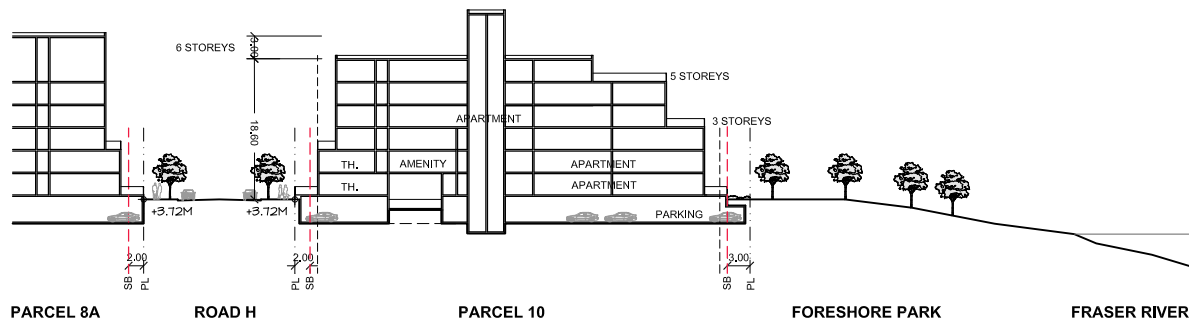 6 STOREYS
3.00
5 STOREYS
18.60
APARTMENT
3 STOREYS
TH.
AMENITY
APARTMENT
TH.
APARTMENT
+3.72M
+3.72M
PARKING
2.00
2.00
3.00
SB
PL
PL
SB
SB
PL
PARCEL 8A
ROAD H
PARCEL 10
FORESHORE PARK
FRASER RIVER